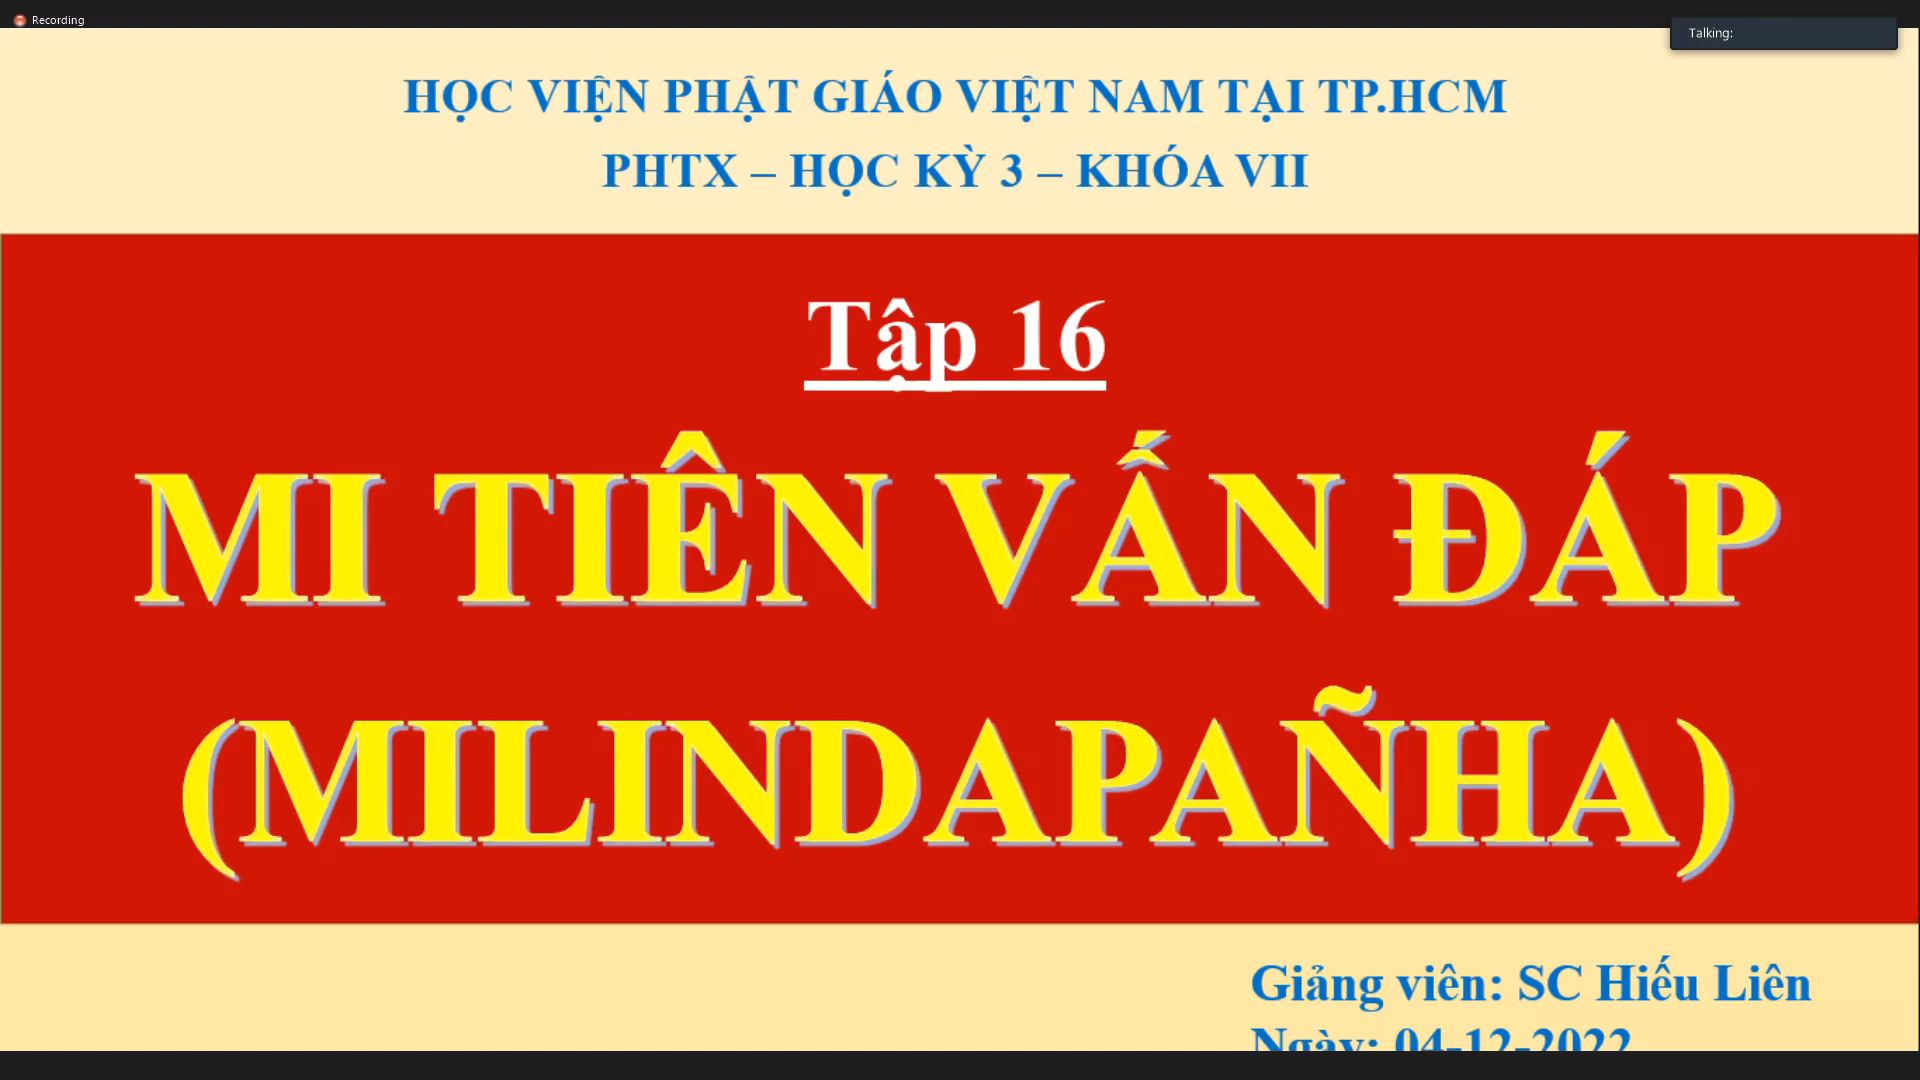 Recording
Talking:
HỌC VIỆN PHẬT GIÁO VIỆT NAM TẠI TP.HCM
PHTX – HỌC KỲ 3 – KHÓA VII
Tập 16
MI TIÊN VẤN ĐÁP
(MILINDAPAÑHA)
Giảng viên: SC Hiếu Liên
Ngày: 04-12-2022